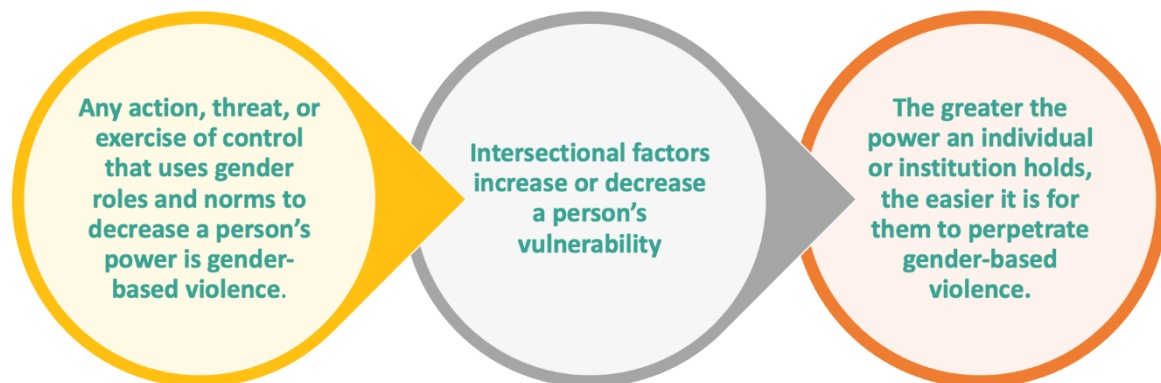 Any action, threat, or
exercise of control
that uses gender
roles and norms to
decrease a person's
power is gender-
based violence.
Intersectional factors
increase or decrease
a person's
vulnerability
The greater the
power an individual
or institution holds,
the easier it is for
them to perpetrate
gender-based
violence.